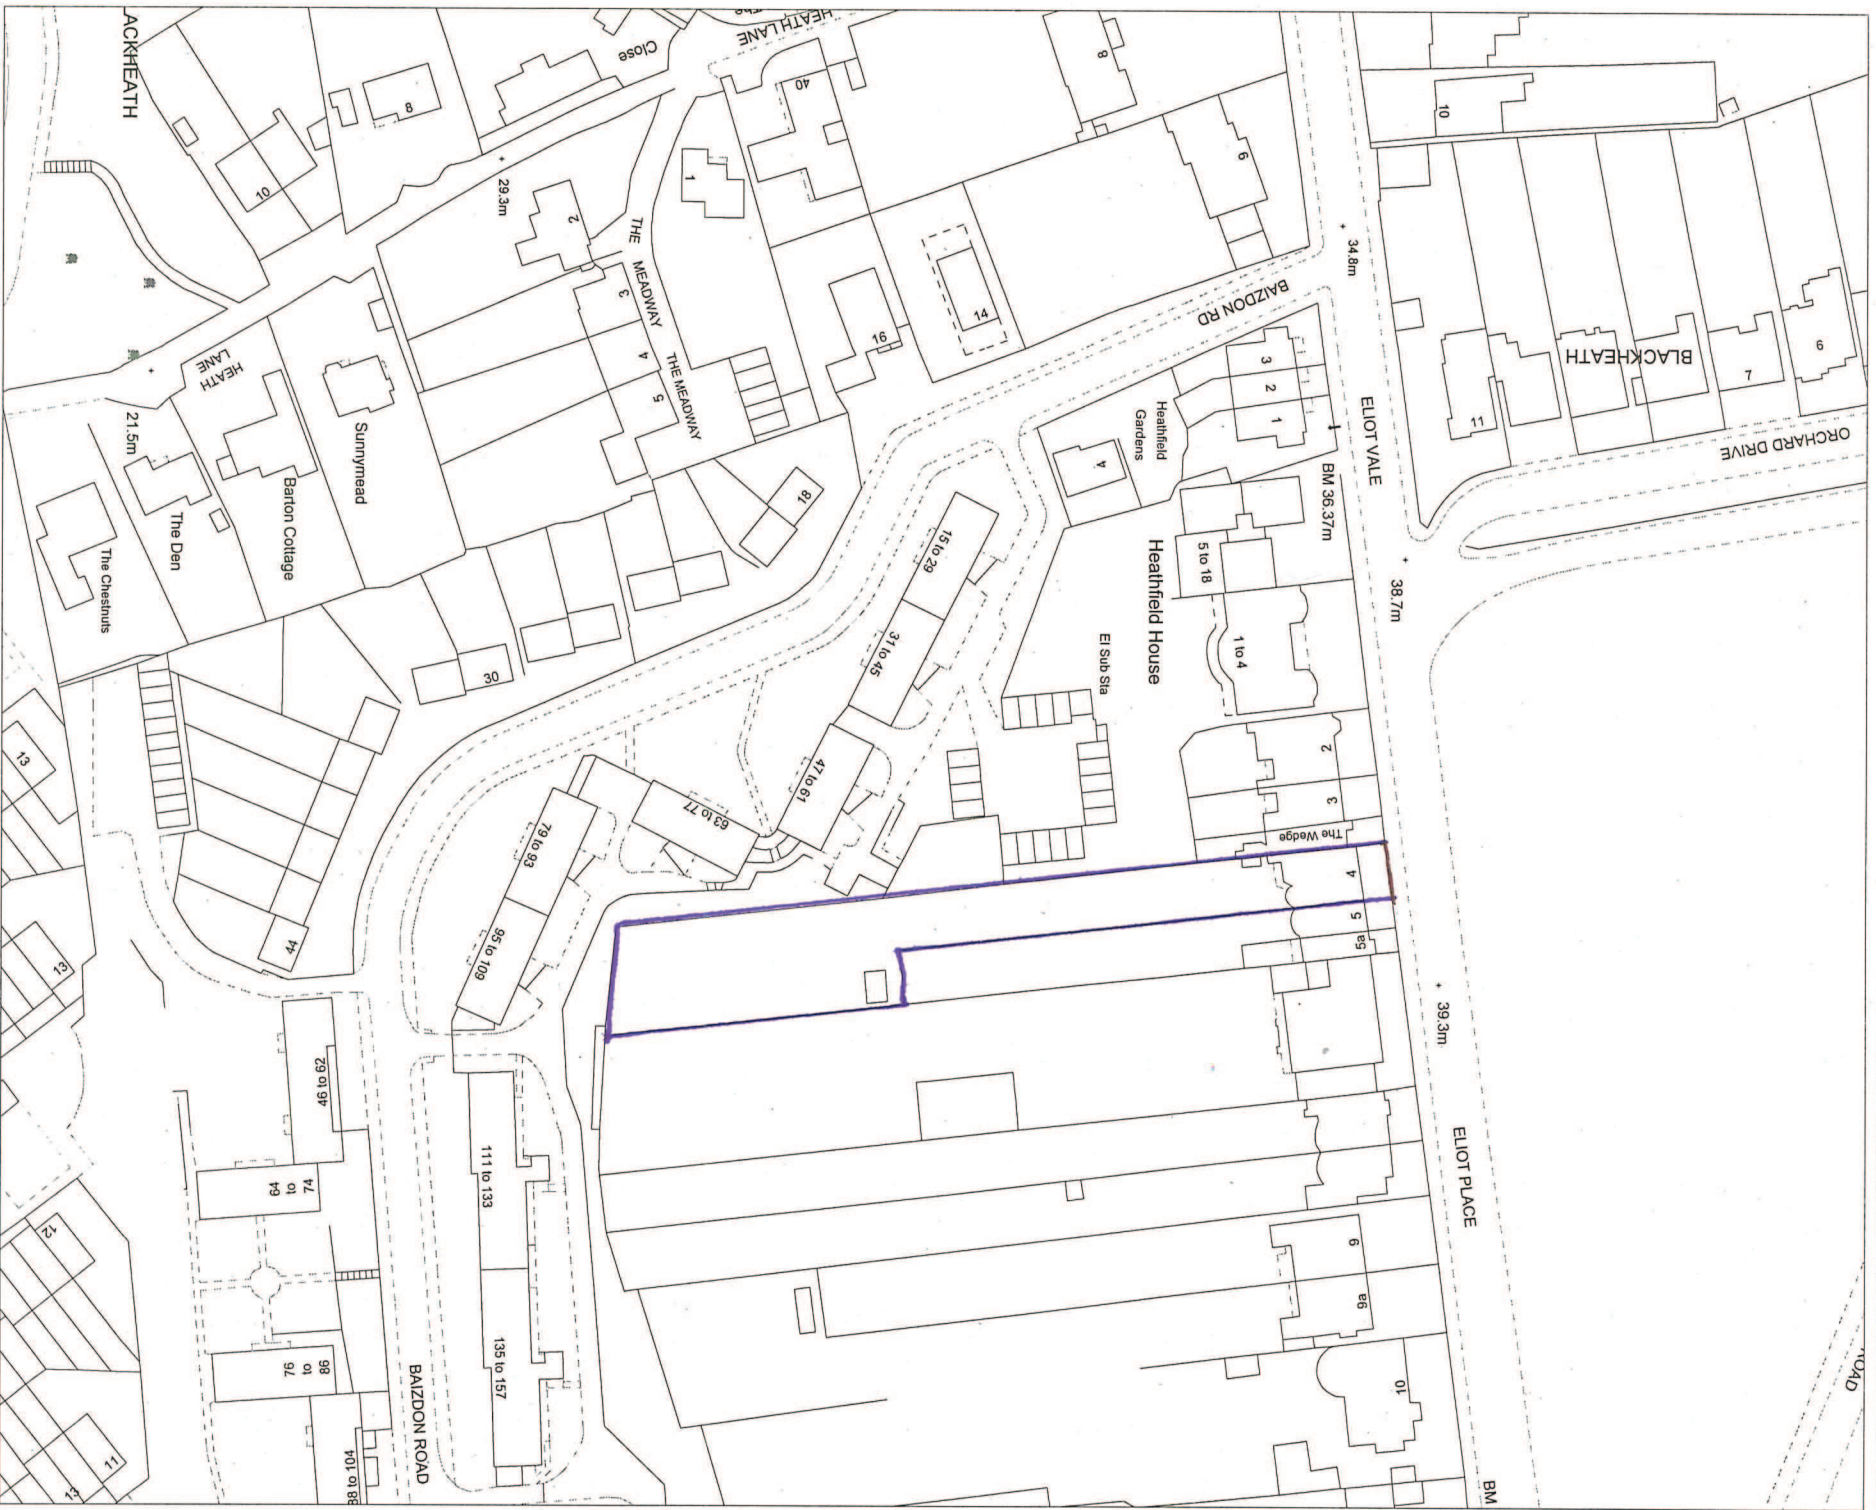 ACKHEATH
8
10
Close
HEATH LANE
The
40
8
6
10
29.3m
2
1
THE MEADWAY
3
4
5
THE MEADWAY
14
16
BAIZDON RD
34.8m
ELIOT VALE
3
2
1
Heathfield
Gardens
4
11
BLACKHEATH
7
6
ORCHARD DRIVE
HEATH
LANE
21.5m
Sunnymead
Barton Cottage
The Den
The Chestnuts
18
30
15 to 29
31 to 45
47 to 61
63 to 77
79 to 93
95 to 109
BM 36.37m
5 to 18
Heathfield House
1 to 4
El Sub Sta
38.7m
2
3
The Wedge
4
5
5a
39.3m
ELIOT PLACE
9
9a
10
BM
OAD
13
13
44
46 to 62
74
to
64
86
to
76
88 to 104
111 to 133
135 to 157
BAIZDON ROAD
12
11
13